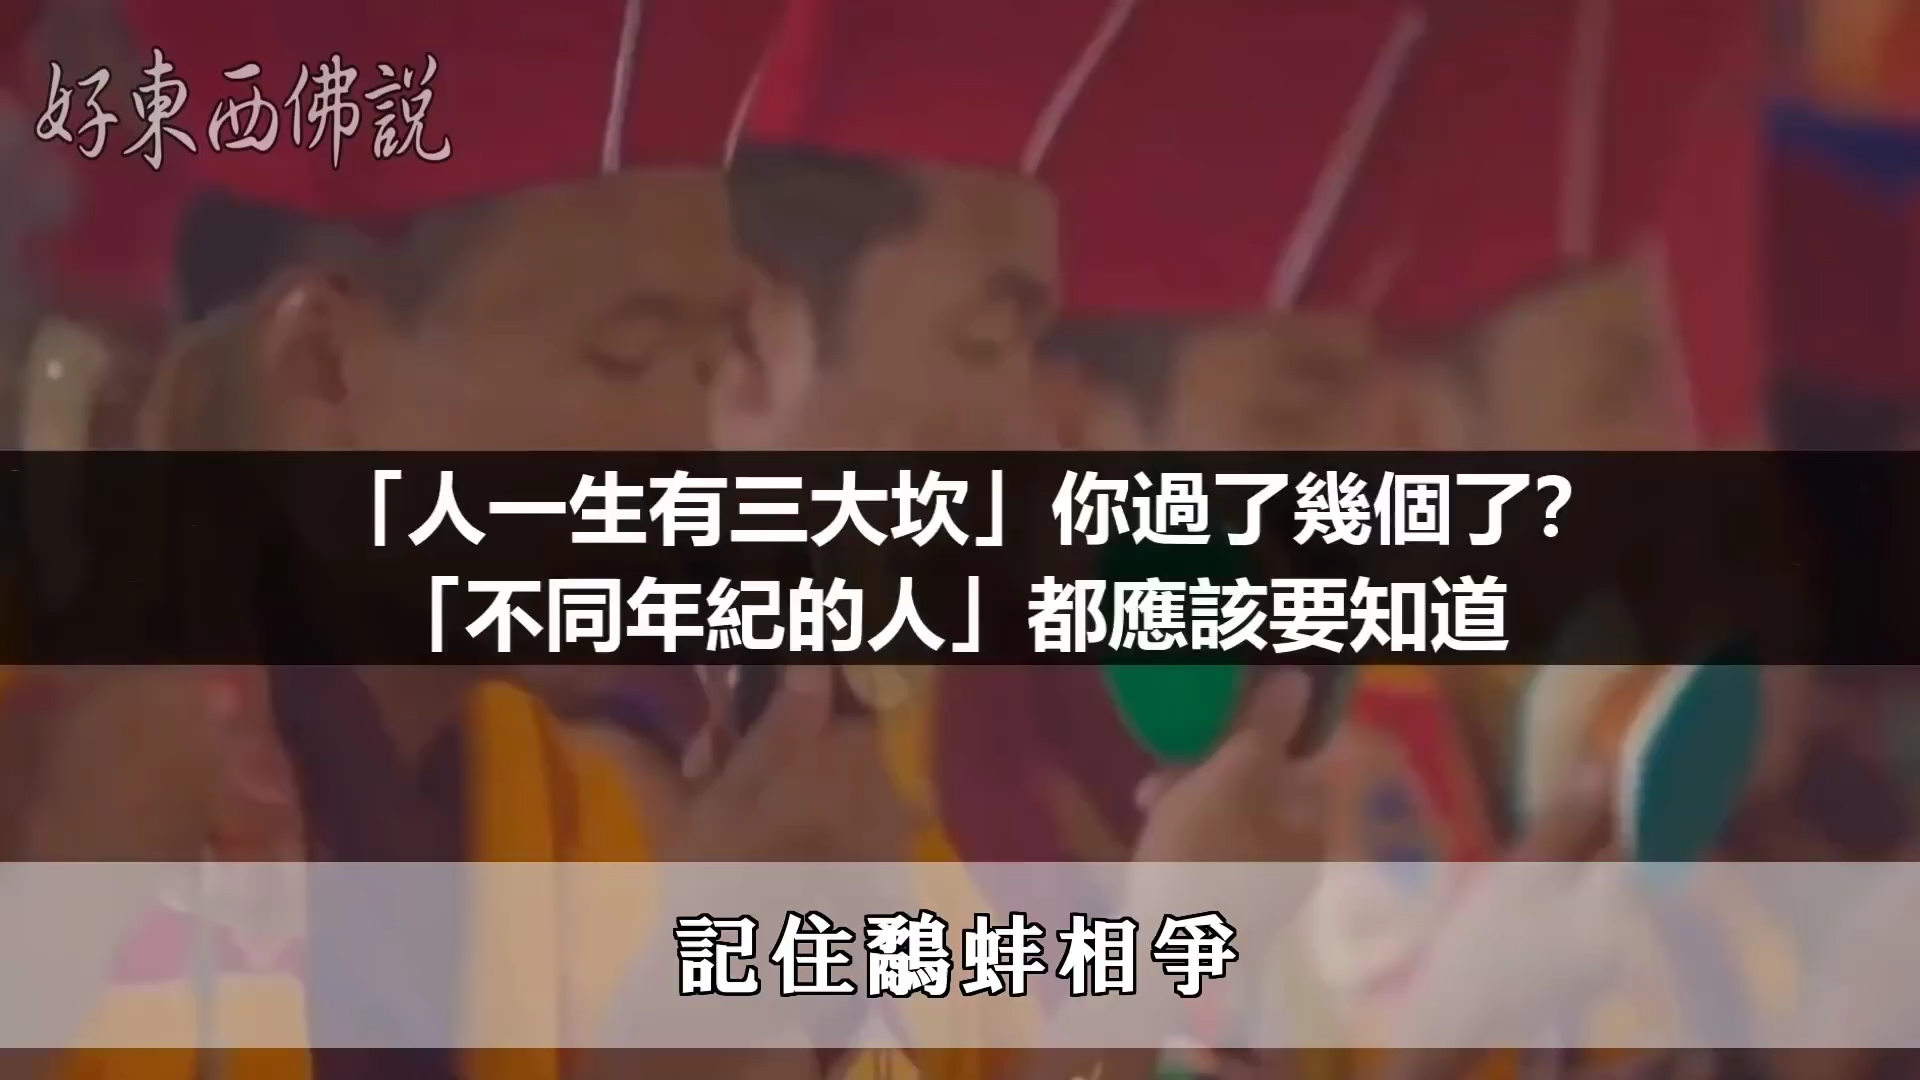 好東西佛説
「人一生有三大坎」你過了幾個了?
「不同年紀的人」都應該要知道
記住鷸蚌相爭